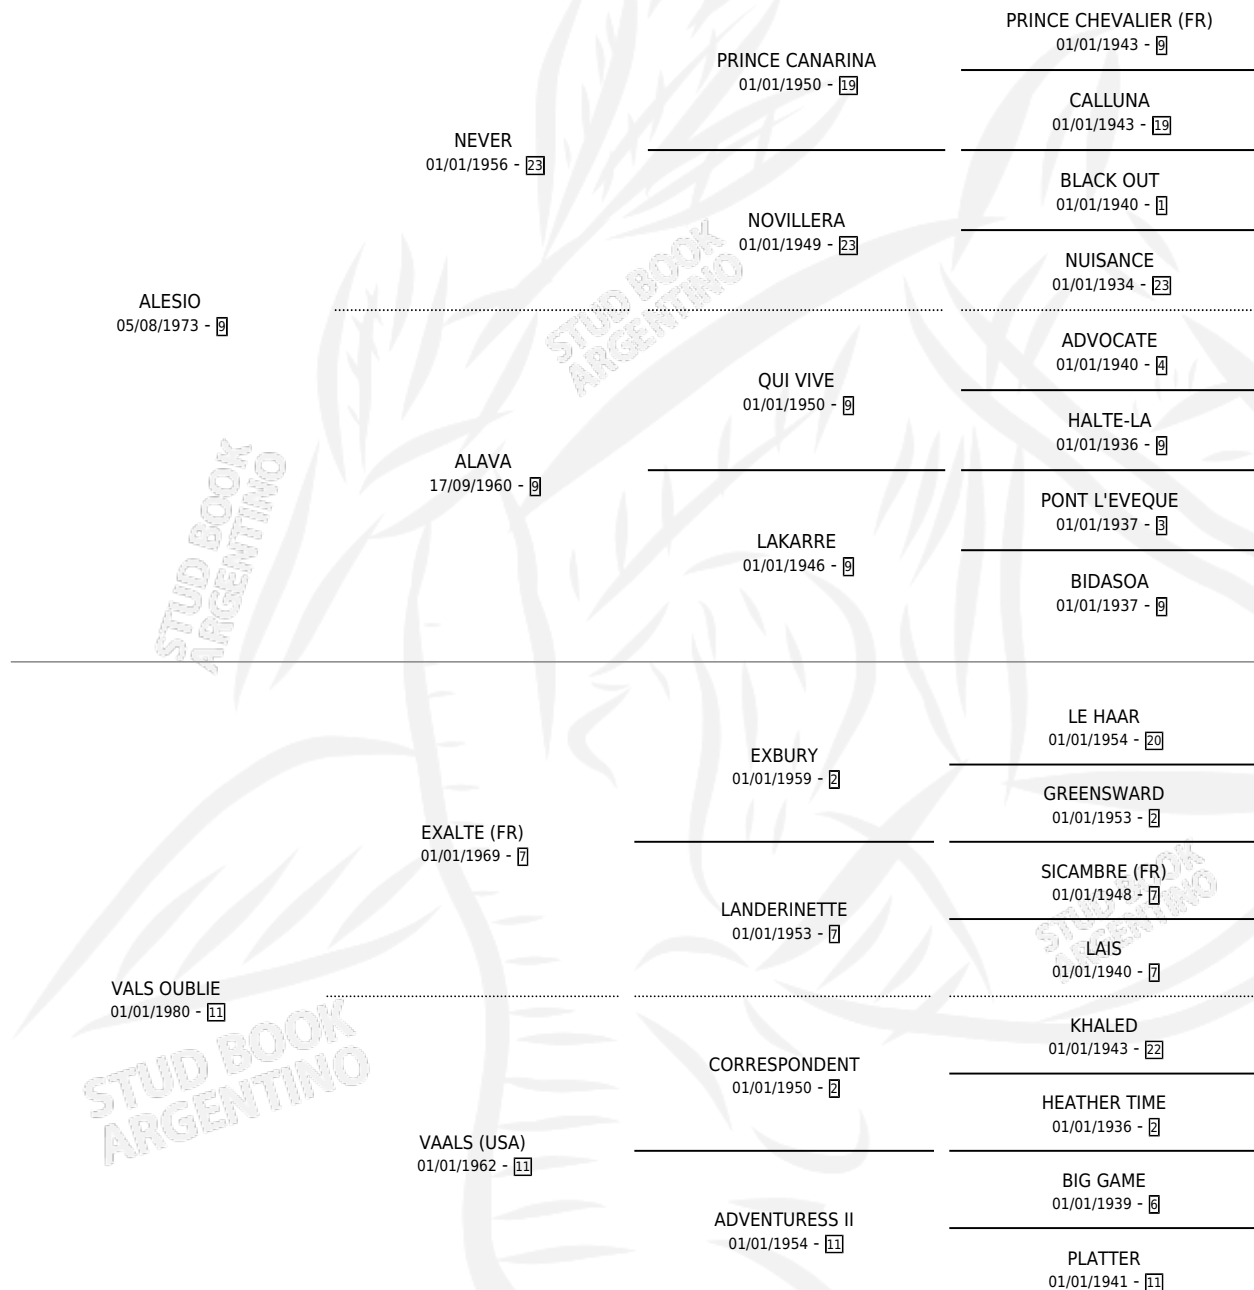 PRINCE CHEVALIER (FR)
01/01/1943 - 9
PRINCE CANARINA
01/01/1950 - 19
CALLUNA
01/01/1943 - 19
NEVER
01/01/1956 - 23
BLACK OUT
01/01/1940 - 1
NOVILLERA
01/01/1949 - 23
NUISANCE
01/01/1934 - 23
ALESIO
05/08/1973 - 9
STUD BOOK
ARGENTINO
ADVOCATE
01/01/1940 - 4
QUI VIVE
01/01/1950 - 9
HALTE-LA
01/01/1936 - 9
ALAVA
17/09/1960 - 9
PONT L'EVEQUE
01/01/1937 - 3
LAKARRE
01/01/1946 - 9
BIDASOA
01/01/1937 - 9
STUD BOOK
ARGENTINO
LE HAAR
01/01/1954 - 20
EXBURY
01/01/1959 - 2
GREENSWARD
01/01/1953 - 2
EXALTE (FR)
01/01/1969 - 7
SICAMBRE (FR)
01/01/1948 - 7
LANDERINETTE
01/01/1953 - 7
STUD BOOK
ARGENTINO
LAIS
01/01/1940 - 7
VALS OUBLIE
01/01/1980 - 11
KHALED
01/01/1943 - 22
CORRESPONDENT
01/01/1950 - 2
STUD BOOK
ARGENTINO
HEATHER TIME
01/01/1936 - 2
VAALS (USA)
01/01/1962 - 11
BIG GAME
01/01/1939 - 6
ADVENTURESS II
01/01/1954 - 11
PLATTER
01/01/1941 - 11